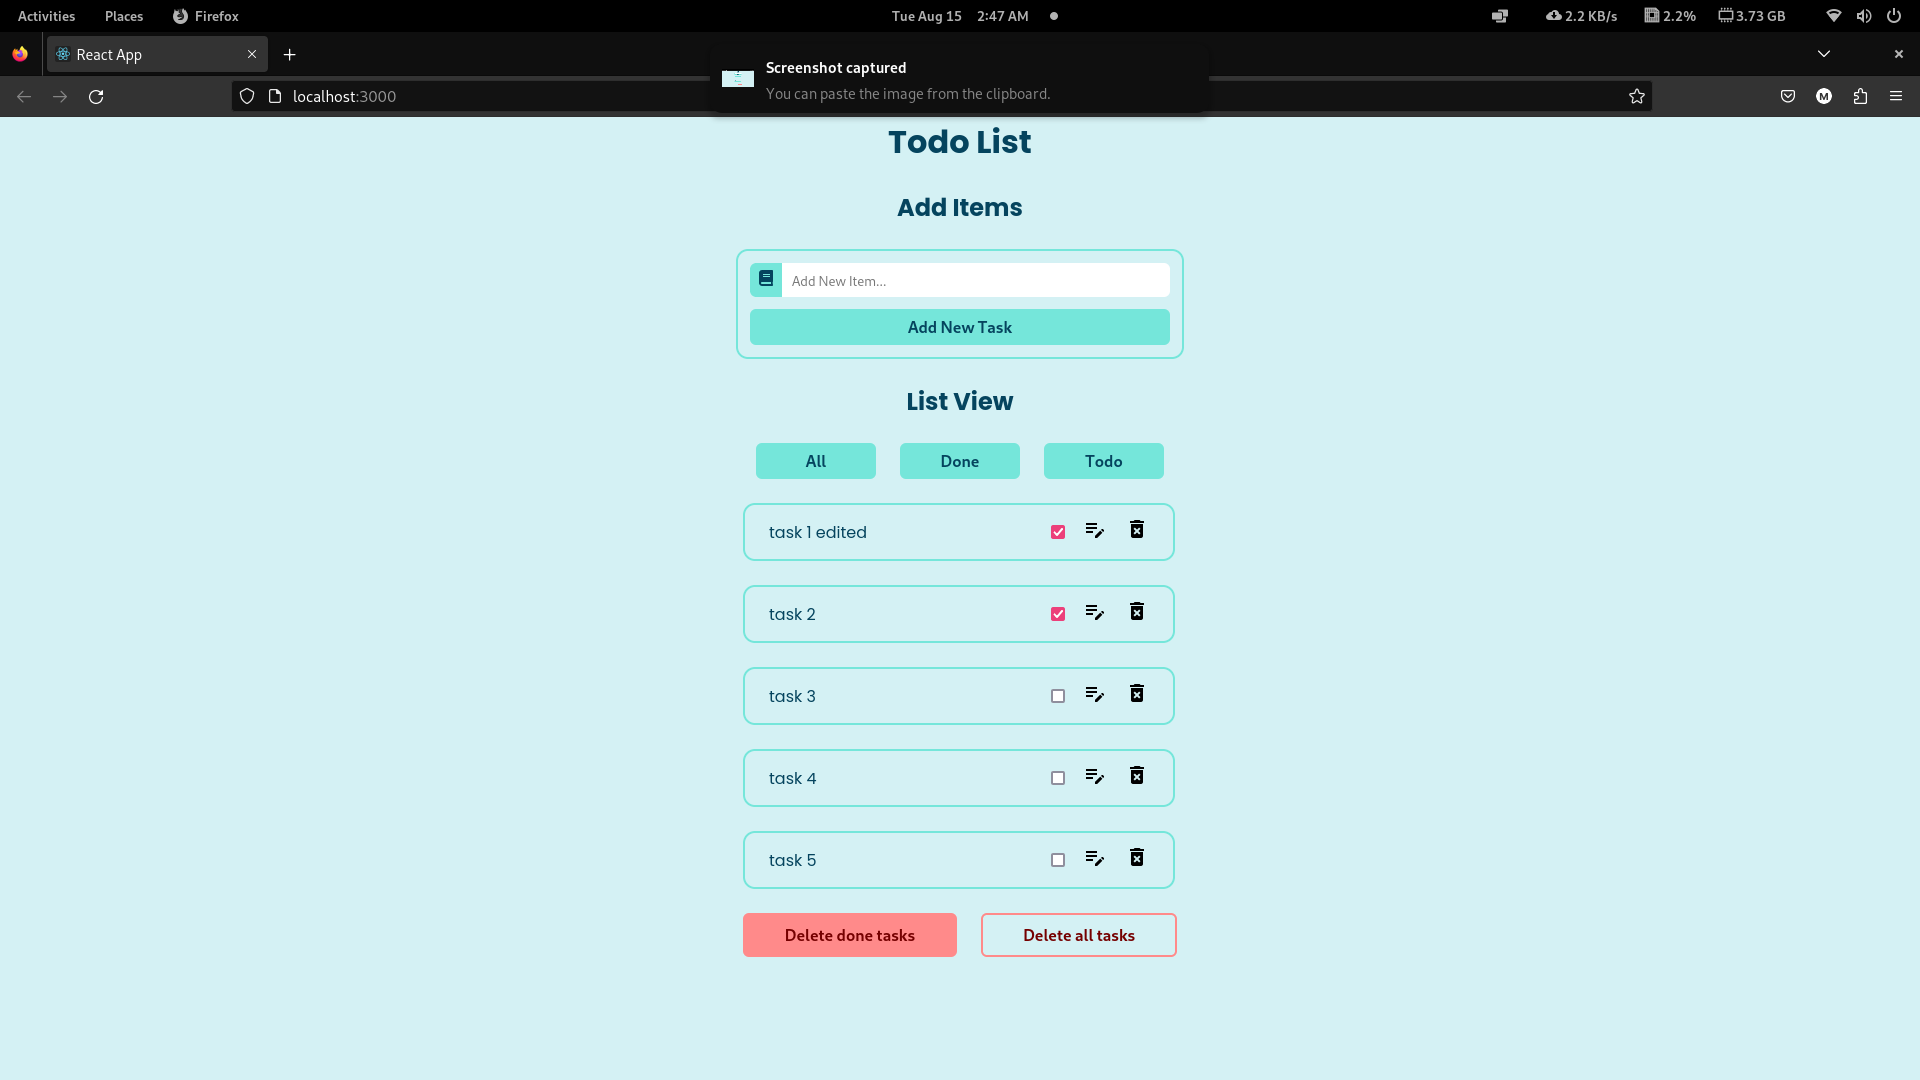 Activities Places Firefox Tue Aug 15 2:47 AM 2.2 KB/s 2.2% 3.73 GB
React App
Screenshot captured
You can paste the image from the clipboard.
localhost:3000
M
Todo List
Add Items
Add New Item...
Add New Task
List View
All Done Todo
task 1 edited
task 2
task 3
task 4
task 5
Delete done tasks Delete all tasks